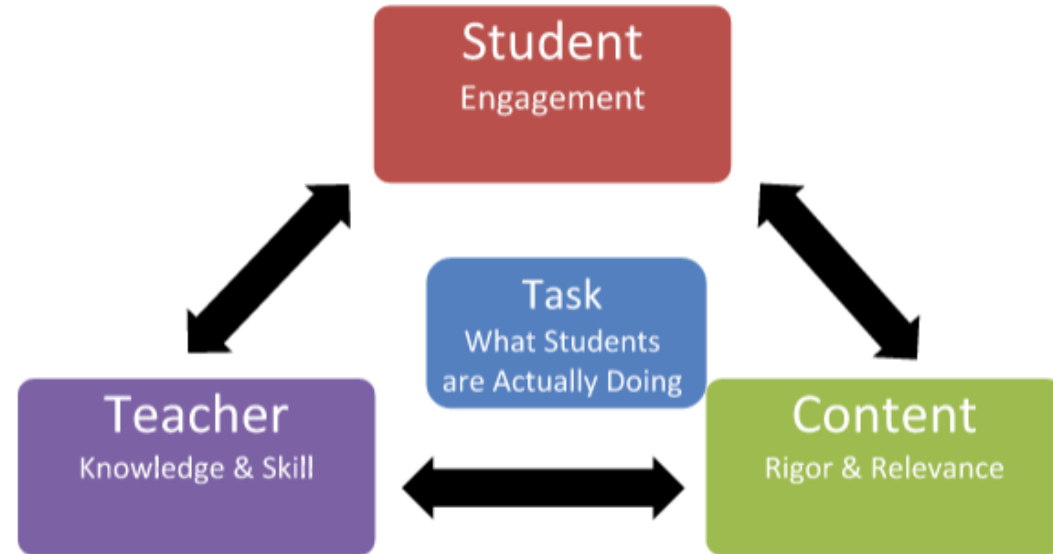 Student
Engagement
Task
What Students
are Actually Doing
Teacher
Knowledge & Skill
Content
Rigor & Relevance